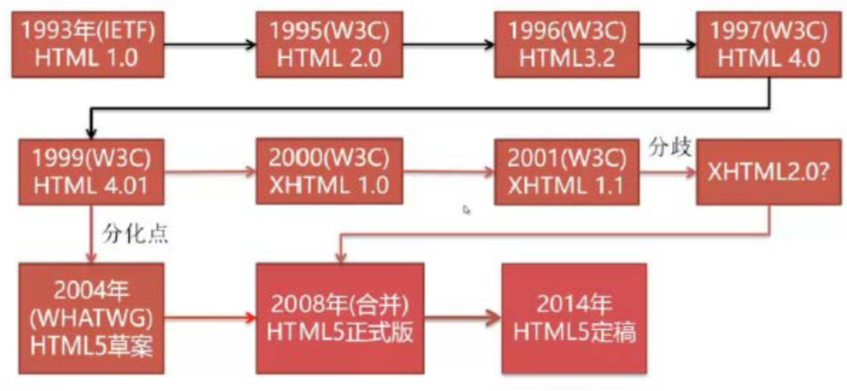 1993年(IETF)
HTML 1.0
1995(W3C)
HTML 2.0
1996(W3C)
HTML3.2
1997(W3C)
HTML 4.0
1999(W3C)
HTML 4.01
2000(W3C)
XHTML 1.0
2001(W3C)
XHTML 1.1
分歧
XHTML2.0?
分化点
2004年
(WHATWG)
HTML5草案
2008年(合并)
HTML5正式版
2014年
HTML5定稿